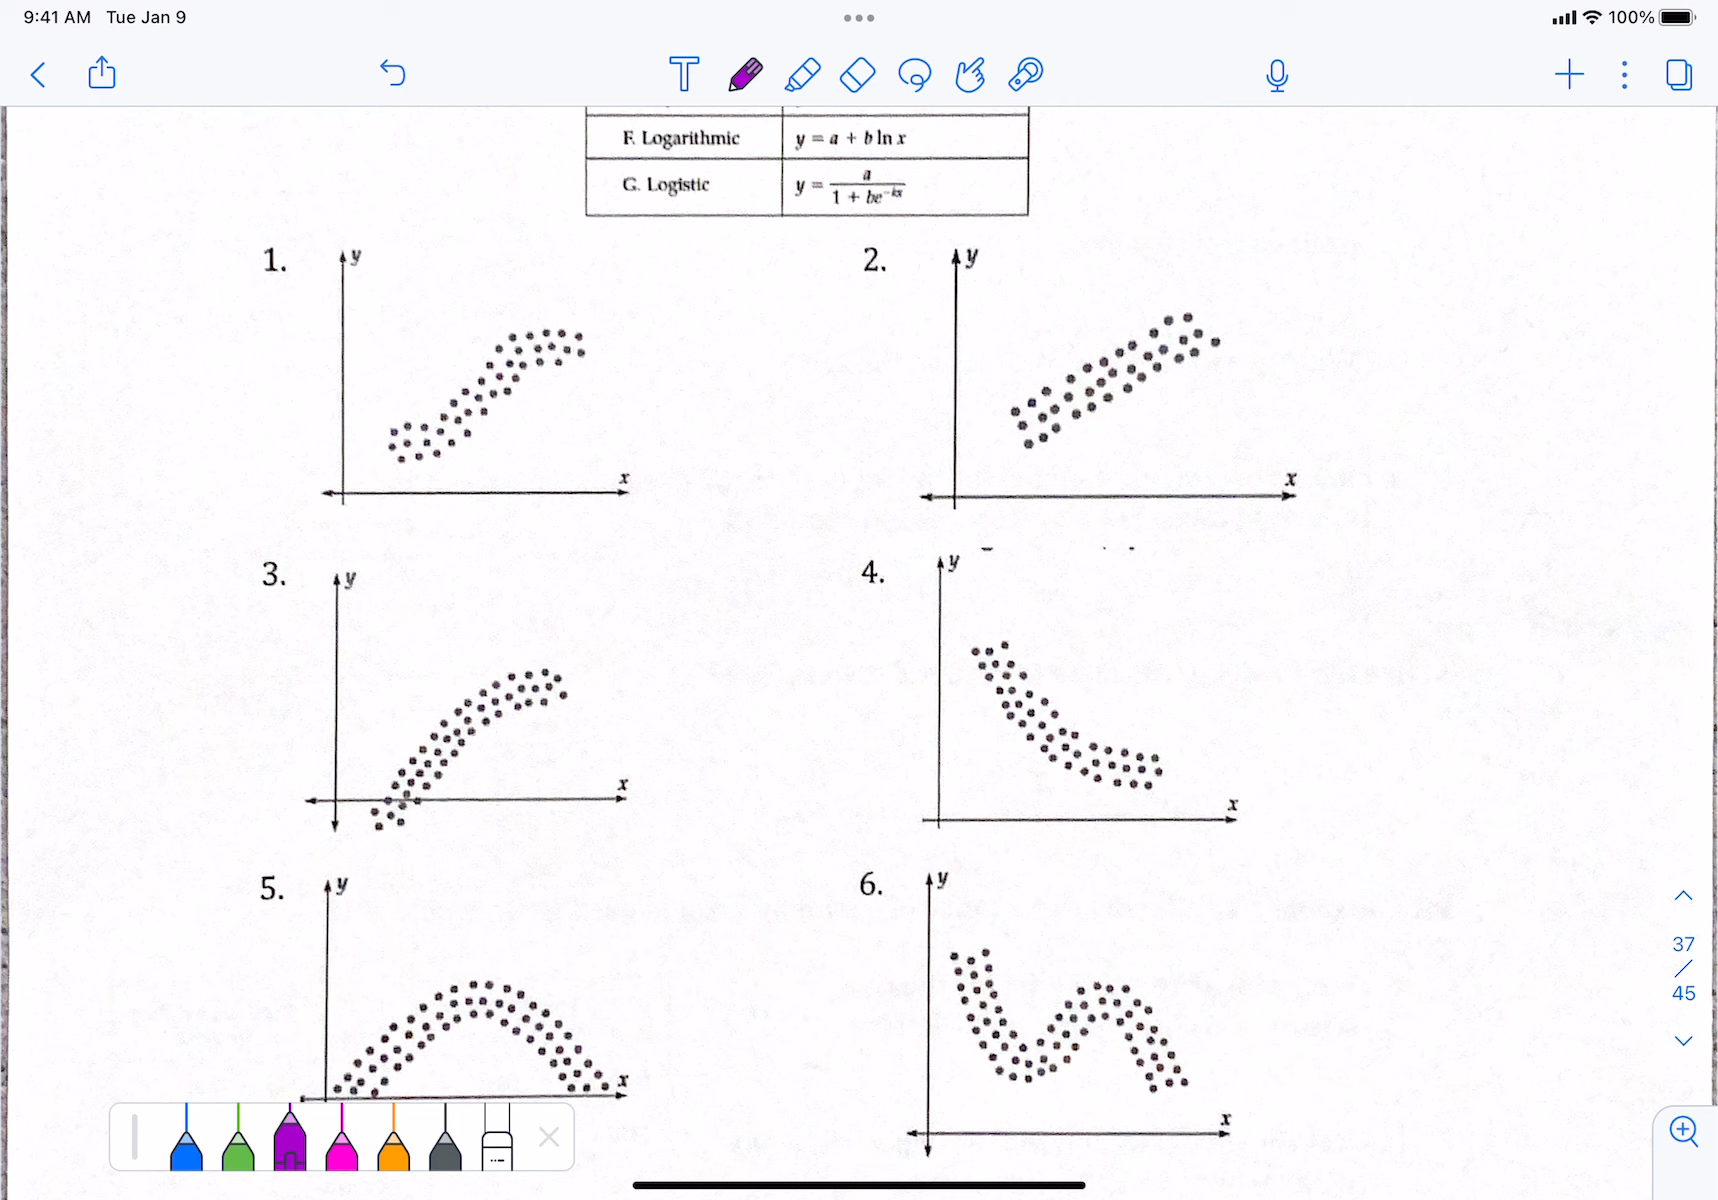 9:41 AM Tue Jan 9
100%
F. Logarithmic y = a + b ln x
G. Logistic y = a / 1 + be^-kx
1. y x
2. y x
3. y x
4. y x
5. y x
6. y x
37
45